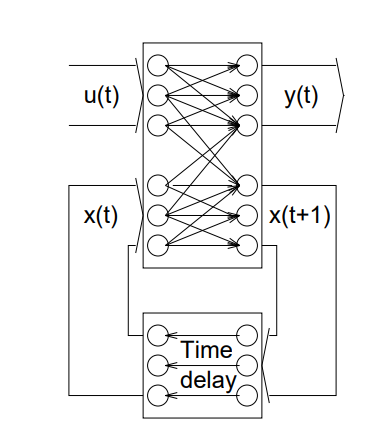 u(t)
y(t)
x(t)
x(t+1)
Time
delay